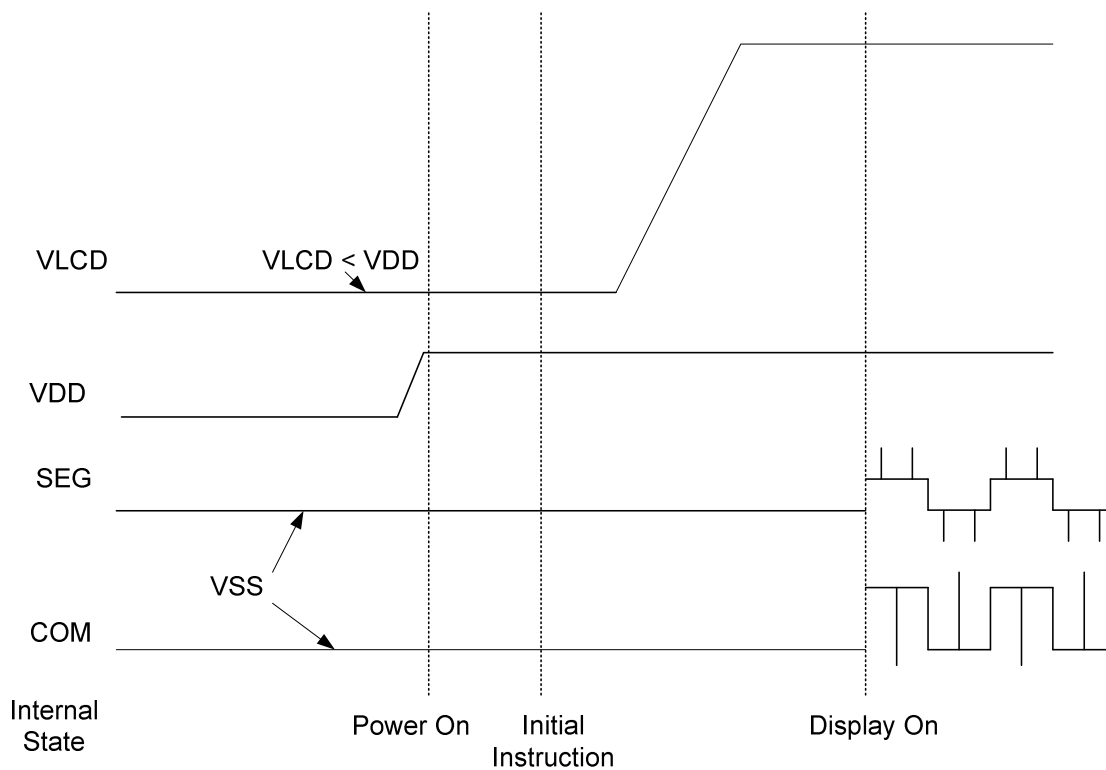 VLCD
VLCD < VDD
VDD
SEG
VSS
COM
Internal
State
Power On
Initial
Instruction
Display On